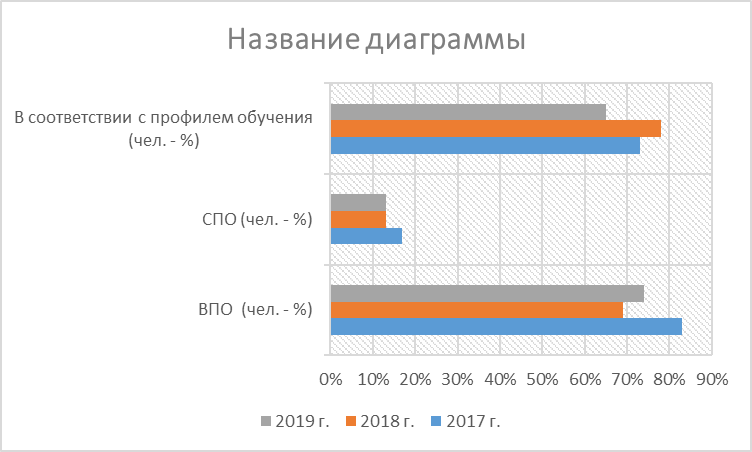 Название диаграммы
В соответствии с профилем обучения
(чел. - %)
СПО (чел. - %)
ВПО (чел. - %)
0% 10% 20% 30% 40% 50% 60% 70% 80% 90%
2019 г. 2018 г. 2017 г.